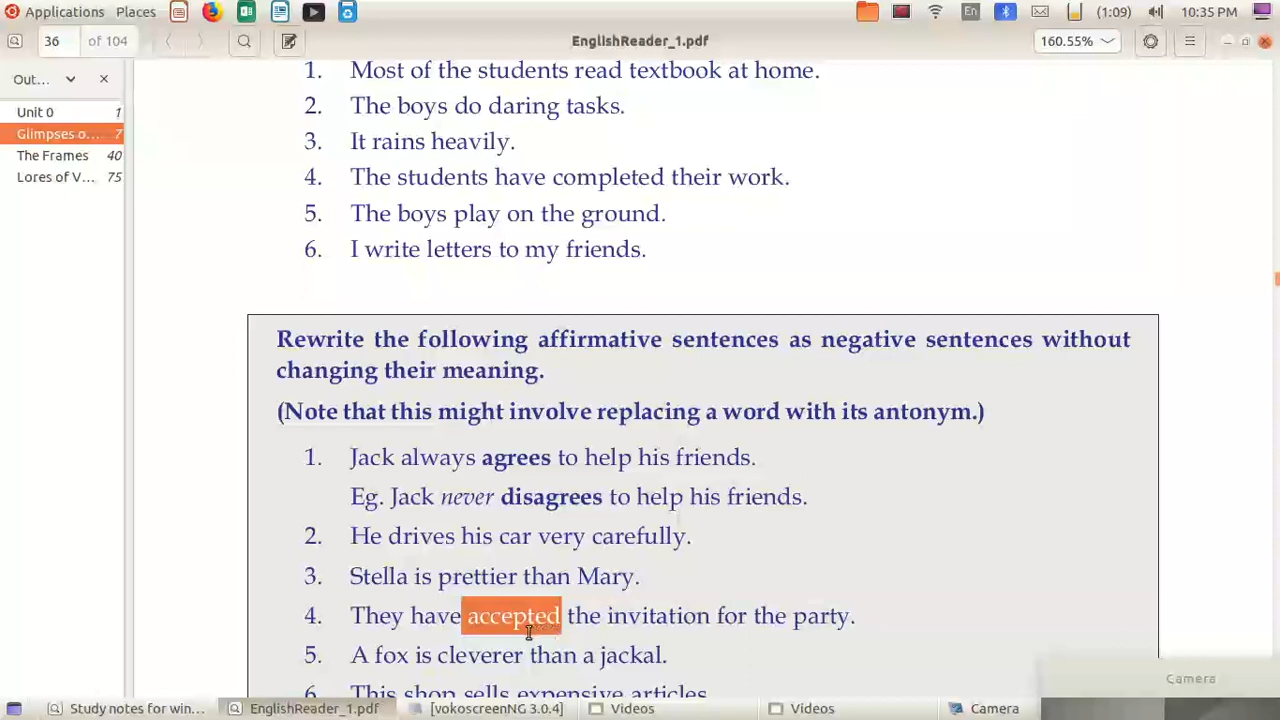 Applications Places En (1:09) 10:35 PM
36 of 104 EnglishReader_1.pdf 160.55%
Out...
Unit 0 1
Glimpses o... 7
The Frames 40
Lores of V... 75
1. Most of the students read textbook at home.
2. The boys do daring tasks.
3. It rains heavily.
4. The students have completed their work.
5. The boys play on the ground.
6. I write letters to my friends.
Rewrite the following affirmative sentences as negative sentences without
changing their meaning.
(Note that this might involve replacing a word with its antonym.)
1. Jack always agrees to help his friends.
Eg. Jack never disagrees to help his friends.
2. He drives his car very carefully.
3. Stella is prettier than Mary.
4. They have accepted the invitation for the party.
5. A fox is cleverer than a jackal.
6. This shop sells expensive articles.
Camera
Study notes for win... EnglishReader_1.pdf [vokoscreenNG 3.0.4] Videos Videos Camera